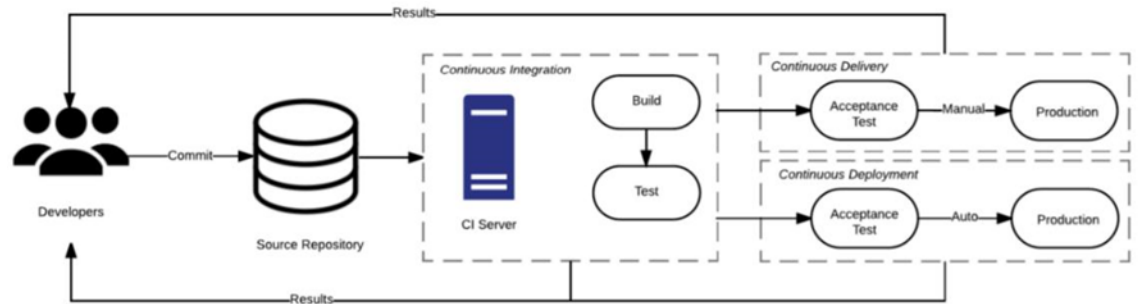 Results
Continuous Integration
Continuous Delivery
Build
Acceptance
Test
Manual
Production
Commit
Continuous Deployment
Test
Developers
CI Server
Acceptance
Test
Auto
Production
Source Repository
Results